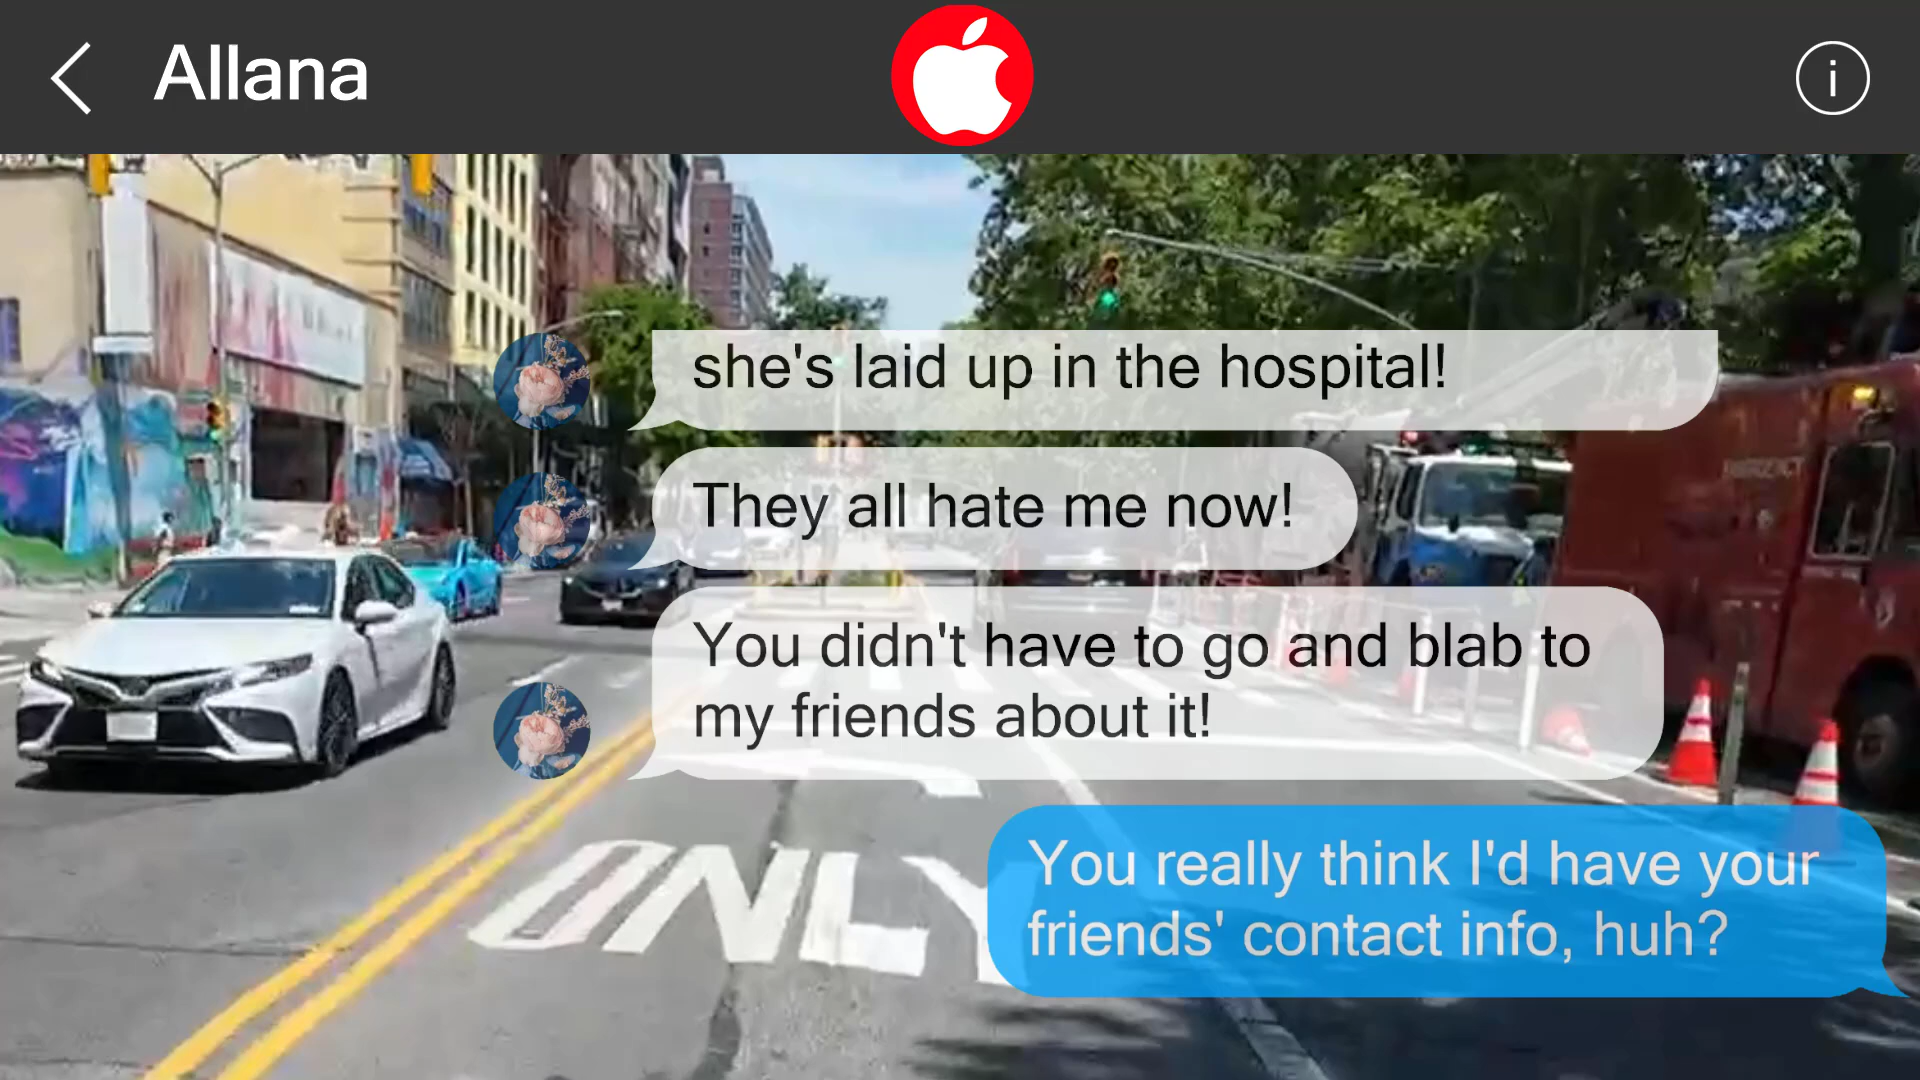 Allana
she's laid up in the hospital!
They all hate me now!
You didn't have to go and blab to
my friends about it!
You really think I'd have your
friends' contact info, huh?
ONLY